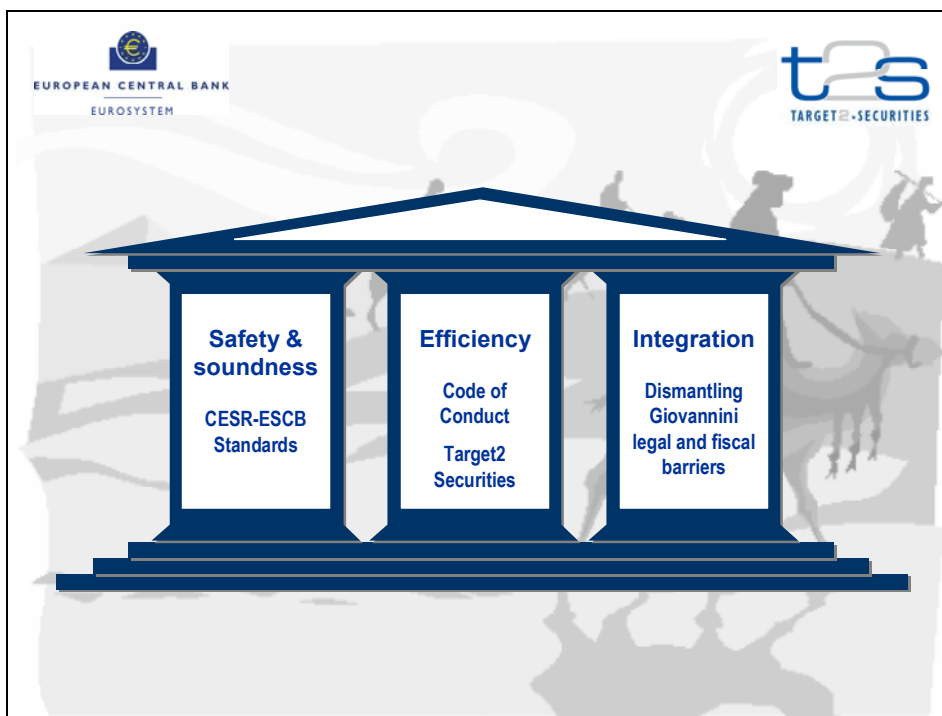 EUROPEAN CENTRAL BANK
EUROSYSTEM
t2s
TARGET2-SECURITIES
Safety &
soundness
CESR-ESCB
Standards
Efficiency
Code of
Conduct
Target2
Securities
Integration
Dismantling
Giovannini
legal and fiscal
barriers